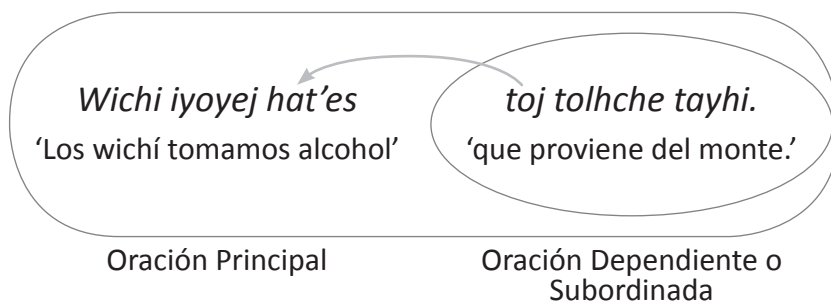 Wichi iyoyej hat’es toj tolhche tayhi.
‘Los wichí tomamos alcohol’ ‘que proviene del monte.’
Oración Principal Oración Dependiente o
Subordinada